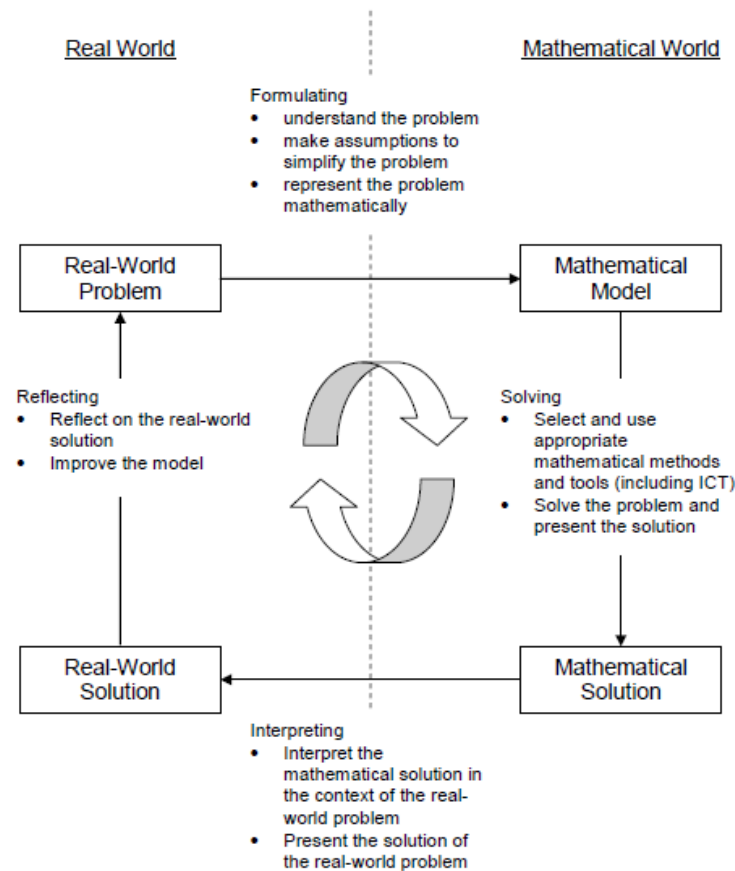 Real World
Mathematical World
Formulating
• understand the problem
• make assumptions to
simplify the problem
• represent the problem
mathematically
Real-World
Problem
Mathematical
Model
Reflecting
• Reflect on the real-world
solution
• Improve the model
Solving
• Select and use
appropriate
mathematical methods
and tools (including ICT)
• Solve the problem and
present the solution
Real-World
Solution
Mathematical
Solution
Interpreting
• Interpret the
mathematical solution in
the context of the real-
world problem
• Present the solution of
the real-world problem